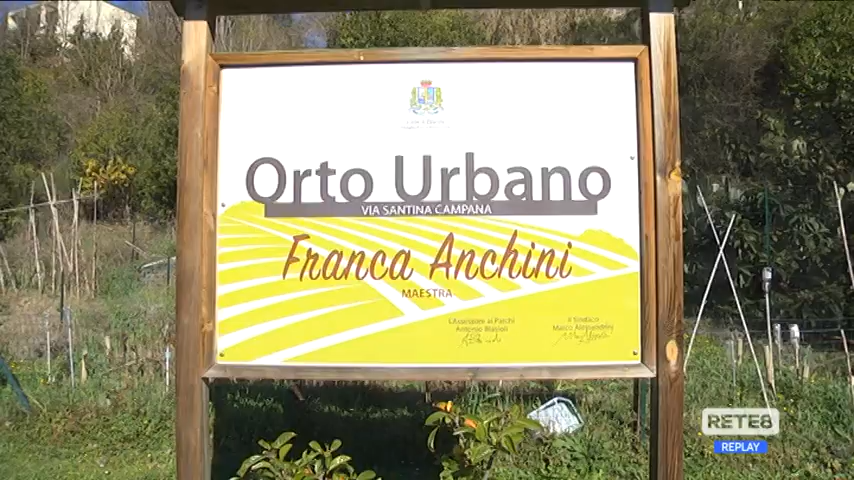 Orto Urbano
VIA SANTINA CAMPANA
Franca Anchini
MAESTRA
L'Assessore ai Parchi
Antonio Blasioli
Il Sindaco
Marco Alessandrini
RETE8
REPLAY